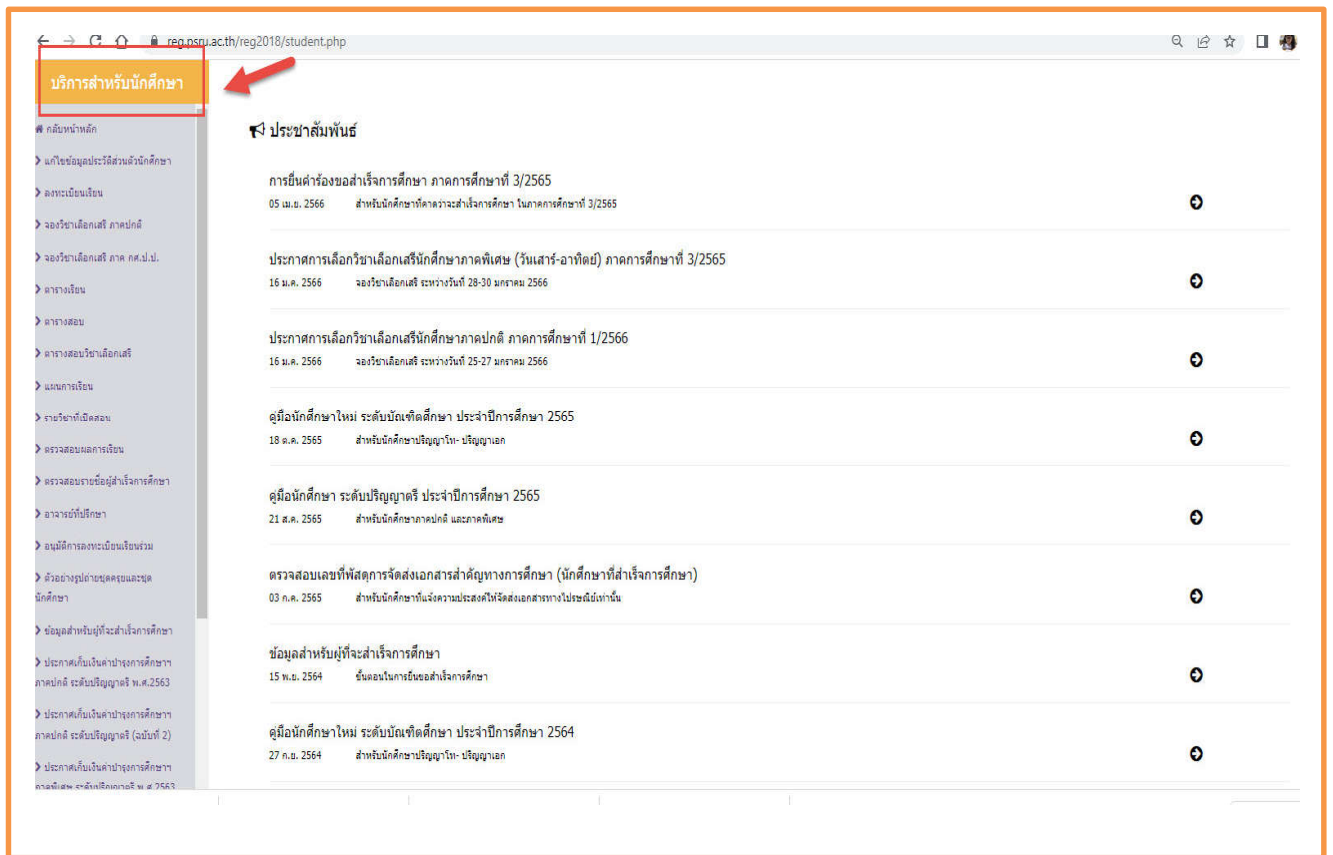 reg.psru.ac.th/reg2018/student.php
บริการสำหรับนักศึกษา
กลับหน้าหลัก
แก้ไขข้อมูลประวัติส่วนตัวนักศึกษา
ลงทะเบียนเรียน
จองวิชาเลือกเสรี ภาคปกติ
จองวิชาเลือกเสรี ภาค กศ.ป.ป.
ตารางเรียน
ตารางสอบ
ตารางสอบวิชาเลือกเสรี
แผนการเรียน
รายวิชาที่เปิดสอน
ตรวจสอบผลการเรียน
ตรวจสอบรายชื่อผู้สำเร็จการศึกษา
อาจารย์ที่ปรึกษา
อนุมัติการลงทะเบียนเรียนร่วม
ตัวอย่างรูปถ่ายชุดครุยและชุด
นักศึกษา
ข้อมูลสำหรับผู้ที่จะสำเร็จการศึกษา
ประกาศเก็บเงินค่าบำรุงการศึกษาฯ
ภาคปกติ ระดับปริญญาตรี พ.ศ.2563
ประกาศเก็บเงินค่าบำรุงการศึกษาฯ
ภาคปกติ ระดับปริญญาตรี (ฉบับที่ 2)
ประกาศเก็บเงินค่าบำรุงการศึกษาฯ
ภาคพิเศษ ระดับปริญญาตรี พ.ศ.2563
ประชาสัมพันธ์
การยื่นคำร้องขอสำเร็จการศึกษา ภาคการศึกษาที่ 3/2565
05 เม.ย. 2566 สำหรับนักศึกษาที่คาดว่าจะสำเร็จการศึกษา ในภาคการศึกษาที่ 3/2565
ประกาศการเลือกวิชาเลือกเสรีนักศึกษาภาคพิเศษ (วันเสาร์-อาทิตย์) ภาคการศึกษาที่ 3/2565
16 ม.ค. 2566 จองวิชาเลือกเสรี ระหว่างวันที่ 28-30 มกราคม 2566
ประกาศการเลือกวิชาเลือกเสรีนักศึกษาภาคปกติ ภาคการศึกษาที่ 1/2566
16 ม.ค. 2566 จองวิชาเลือกเสรี ระหว่างวันที่ 25-27 มกราคม 2566
คู่มือนักศึกษาใหม่ ระดับบัณฑิตศึกษา ประจำปีการศึกษา 2565
18 ต.ค. 2565 สำหรับนักศึกษาปริญญาโท- ปริญญาเอก
คู่มือนักศึกษา ระดับปริญญาตรี ประจำปีการศึกษา 2565
21 ส.ค. 2565 สำหรับนักศึกษาภาคปกติ และภาคพิเศษ
ตรวจสอบเลขที่พัสดุการจัดส่งเอกสารสำคัญทางการศึกษา (นักศึกษาที่สำเร็จการศึกษา)
03 ก.ค. 2565 สำหรับนักศึกษาที่แจ้งความประสงค์ให้จัดส่งเอกสารทางไปรษณีย์เท่านั้น
ข้อมูลสำหรับผู้ที่จะสำเร็จการศึกษา
15 พ.ย. 2564 ขั้นตอนในการยื่นขอสำเร็จการศึกษา
คู่มือนักศึกษาใหม่ ระดับบัณฑิตศึกษา ประจำปีการศึกษา 2564
27 ก.ย. 2564 สำหรับนักศึกษาปริญญาโท- ปริญญาเอก